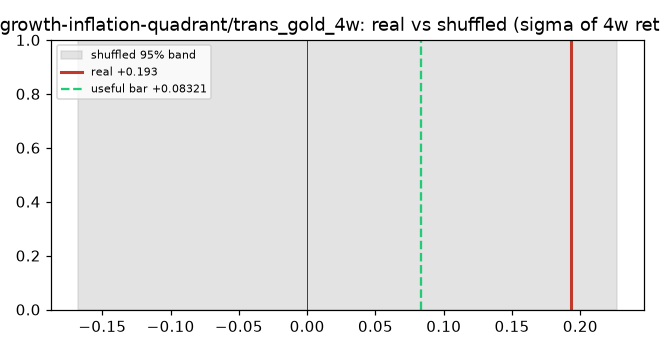 growth-inflation-quadrant/trans_gold_4w: real vs shuffled (sigma of 4w ret
shuffled 95% band
real +0.193
useful bar +0.08321
1.0
0.8
0.6
0.4
0.2
0.0
−0.15 −0.10 −0.05 0.00 0.05 0.10 0.15 0.20